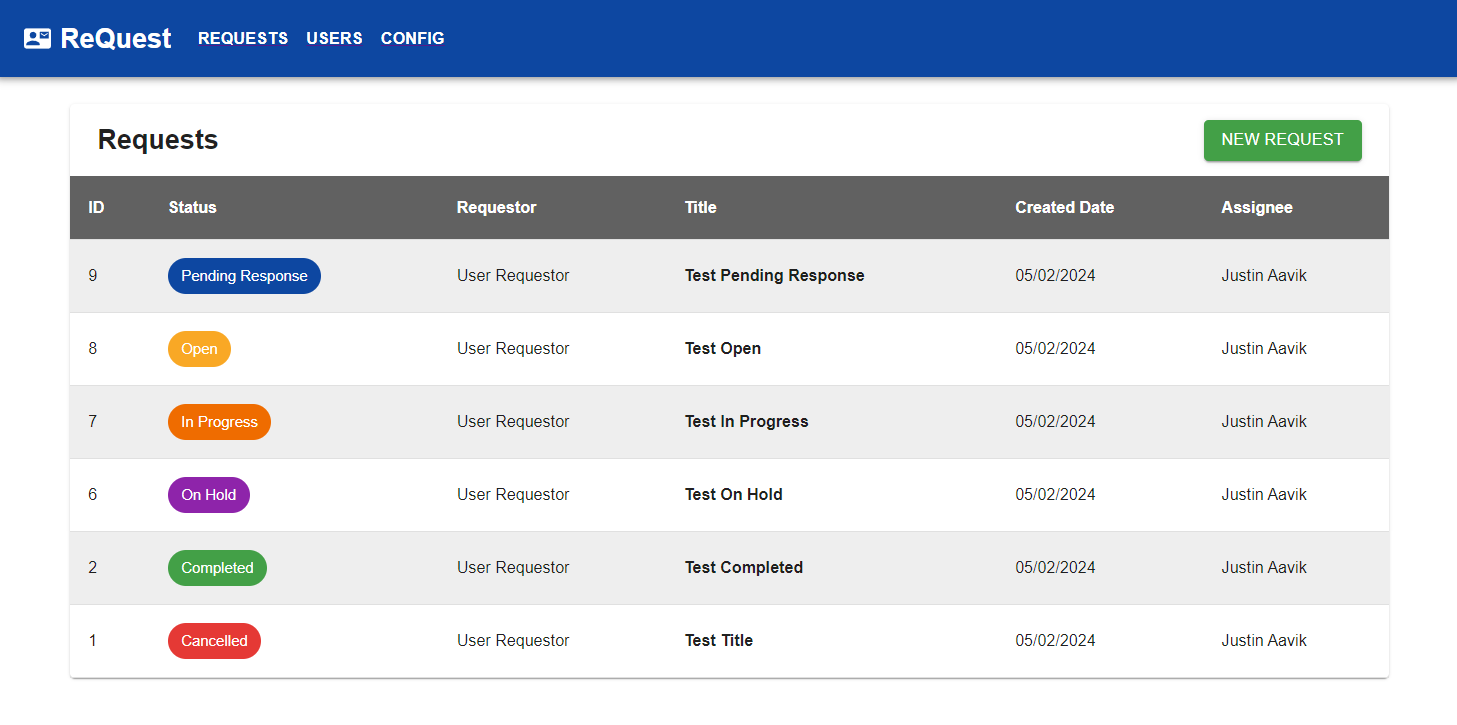 ReQuest REQUESTS USERS CONFIG
Requests NEW REQUEST
ID Status Requestor Title Created Date Assignee
9 Pending Response User Requestor Test Pending Response 05/02/2024 Justin Aavik
8 Open User Requestor Test Open 05/02/2024 Justin Aavik
7 In Progress User Requestor Test In Progress 05/02/2024 Justin Aavik
6 On Hold User Requestor Test On Hold 05/02/2024 Justin Aavik
2 Completed User Requestor Test Completed 05/02/2024 Justin Aavik
1 Cancelled User Requestor Test Title 05/02/2024 Justin Aavik